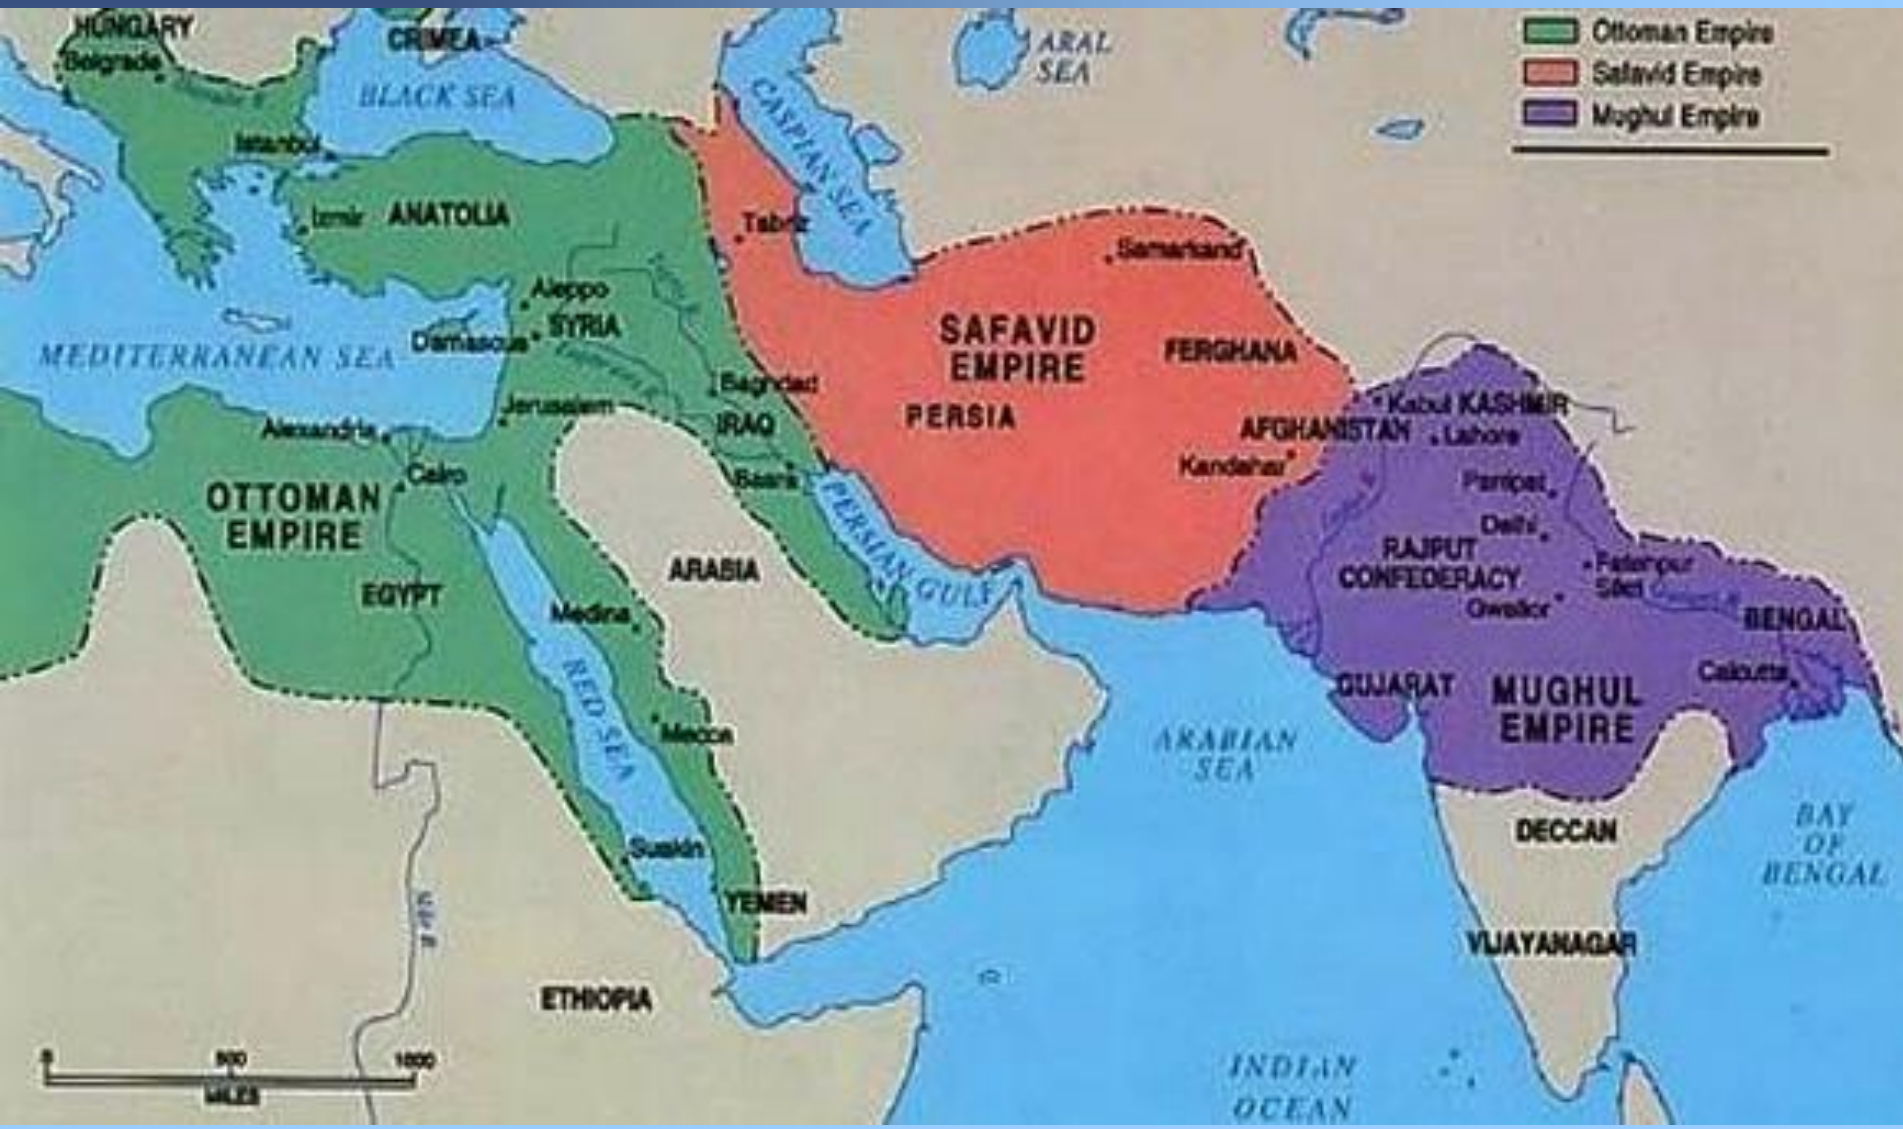 HUNGARY
Belgrade
CRIMEA
BLACK SEA
Istanbul
Izmir
ANATOLIA
Aleppo
SYRIA
Damascus
MEDITERRANEAN SEA
Jerusalem
Alexandria
Cairo
OTTOMAN
EMPIRE
EGYPT
Baghdad
IRAQ
Basra
ARABIA
Medina
RED SEA
Mecca
Suakin
YEMEN
ETHIOPIA
CASPIAN SEA
ARAL
SEA
Tabriz
Samarkand
SAFAVID
EMPIRE
FERGHANA
PERSIA
AFGHANISTAN
Kandahar
PERSIAN GULF
ARABIAN
SEA
Kabul
KASHMIR
Lahore
Panipat
Delhi
RAJPUT
CONFEDERACY
Fatehpur
Sikri
Gwalior
BENGAL
Calcutta
GUJARAT
MUGHUL
EMPIRE
DECCAN
VIJAYANAGAR
BAY
OF
BENGAL
INDIAN
OCEAN
Ottoman Empire
Safavid Empire
Mughul Empire
0
500
1000
MILES